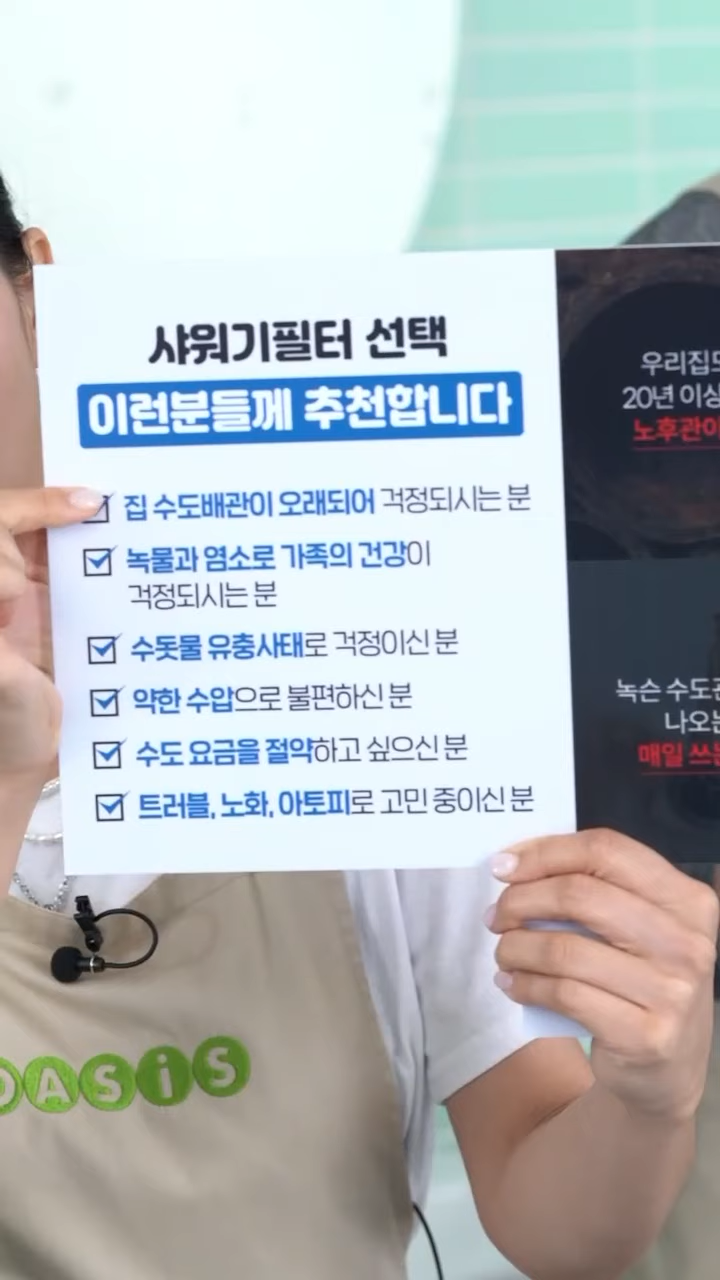 샤워기필터 선택
이런분들께 추천합니다
집 수도배관이 오래되어 걱정되시는 분
녹물과 염소로 가족의 건강이
걱정되시는 분
수돗물 유충사태로 걱정이신 분
약한 수압으로 불편하신 분
수도 요금을 절약하고 싶으신 분
트러블, 노화, 아토피로 고민 중이신 분
우리집
20년 이상
노후관이
녹슨 수도관
나오는
매일 쓰는
OASiS